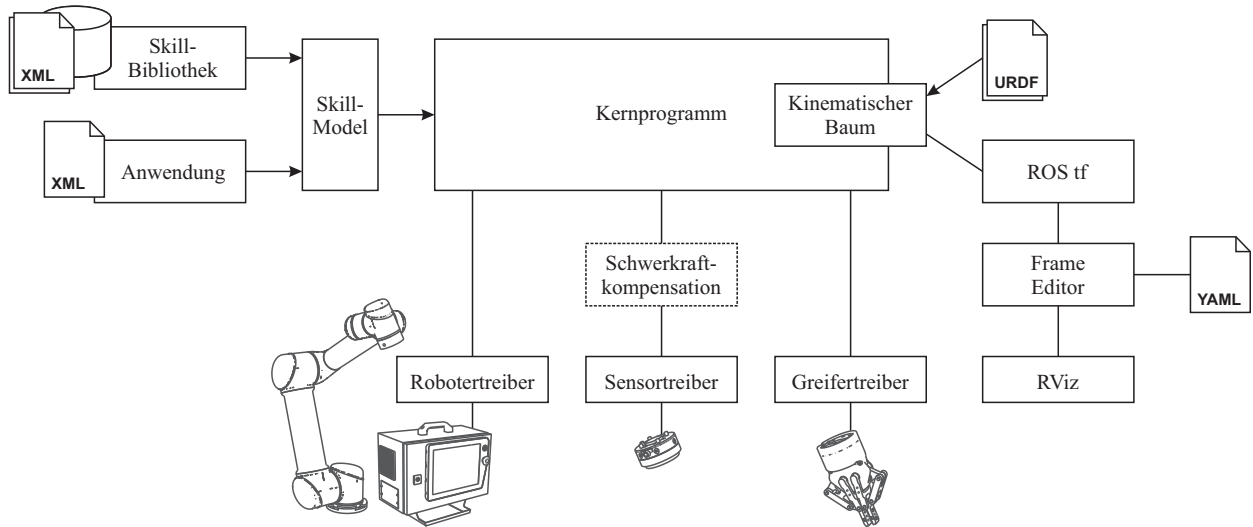 XML
Skill-
Bibliothek
XML
Anwendung
Skill-
Model
Kernprogramm
Kinematischer
Baum
URDF
ROS tf
Frame
Editor
YAML
RViz
Schwerkraft-
kompensation
Robotertreiber
Sensortreiber
Greifertreiber